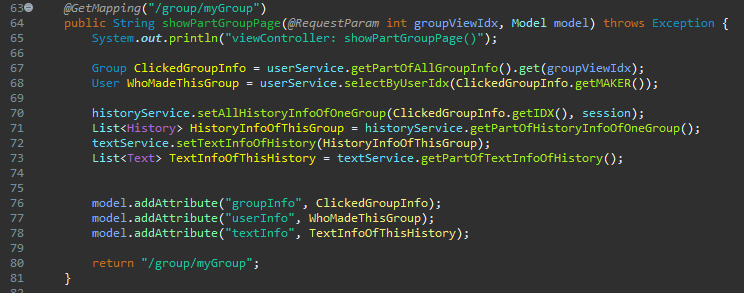 63 @GetMapping("/group/myGroup")
64 public String showPartGroupPage(@RequestParam int groupViewIdx, Model model) throws Exception {
65 System.out.println("viewController: showPartGroupPage()");
66
67 Group ClickedGroupInfo = userService.getPartOfAllGroupInfo().get(groupViewIdx);
68 User WhoMadeThisGroup = userService.selectByUserIdx(ClickedGroupInfo.getMAKER());
69
70 historyService.setAllHistoryInfoOfOneGroup(ClickedGroupInfo.getIDX(), session);
71 List<History> HistoryInfoOfThisGroup = historyService.getPartOfHistoryInfoOfOneGroup();
72 textService.setTextInfoOfHistory(HistoryInfoOfThisGroup);
73 List<Text> TextInfoOfThisHistory = textService.getPartOfTextInfoOfHistory();
74
75
76 model.addAttribute("groupInfo", ClickedGroupInfo);
77 model.addAttribute("userInfo", WhoMadeThisGroup);
78 model.addAttribute("textInfo", TextInfoOfThisHistory);
79
80 return "/group/myGroup";
81 }